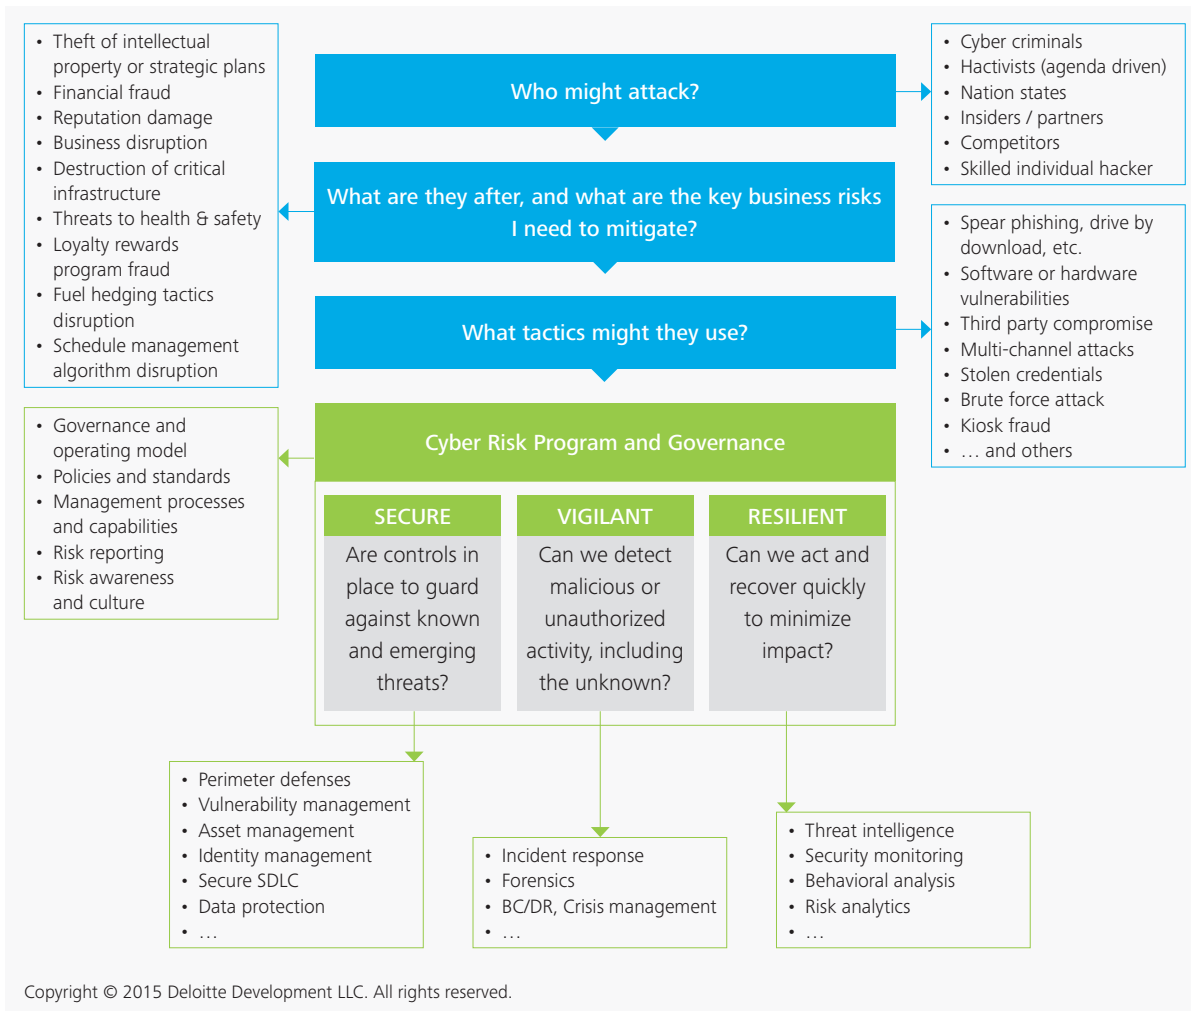 • Theft of intellectual
property or strategic plans
• Financial fraud
• Reputation damage
• Business disruption
• Destruction of critical
infrastructure
• Threats to health & safety
• Loyalty rewards
program fraud
• Fuel hedging tactics
disruption
• Schedule management
algorithm disruption
Who might attack?
• Cyber criminals
• Hactivists (agenda driven)
• Nation states
• Insiders / partners
• Competitors
• Skilled individual hacker
What are they after, and what are the key business risks
I need to mitigate?
What tactics might they use?
• Spear phishing, drive by
download, etc.
• Software or hardware
vulnerabilities
• Third party compromise
• Multi-channel attacks
• Stolen credentials
• Brute force attack
• Kiosk fraud
• … and others
• Governance and
operating model
• Policies and standards
• Management processes
and capabilities
• Risk reporting
• Risk awareness
and culture
Cyber Risk Program and Governance
SECURE
Are controls in
place to guard
against known
and emerging
threats?
VIGILANT
Can we detect
malicious or
unauthorized
activity, including
the unknown?
RESILIENT
Can we act and
recover quickly
to minimize
impact?
• Perimeter defenses
• Vulnerability management
• Asset management
• Identity management
• Secure SDLC
• Data protection
• …
• Incident response
• Forensics
• BC/DR, Crisis management
• …
• Threat intelligence
• Security monitoring
• Behavioral analysis
• Risk analytics
• …
Copyright © 2015 Deloitte Development LLC. All rights reserved.